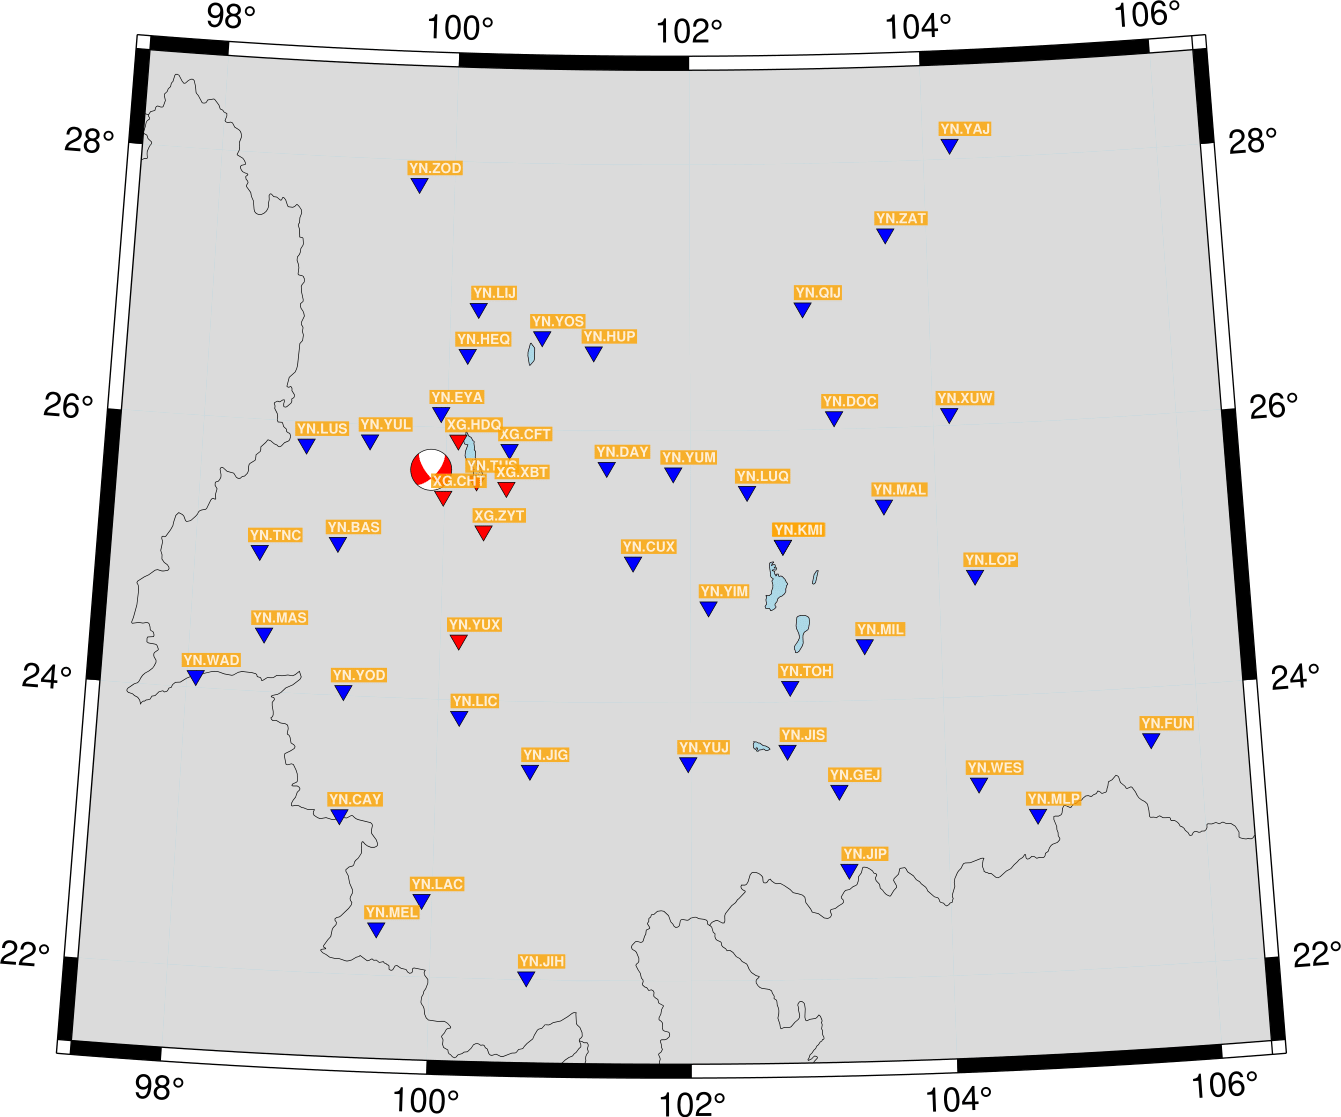 98°
100°
102°
104°
106°
28°
28°
YN.YAJ
YN.ZOD
YN.ZAT
YN.LIJ
YN.QIJ
YN.YOS
YN.HEQ
YN.HUP
26°
26°
YN.EYA
YN.DOC
YN.XUW
YN.LUS
YN.YUL
XG.HDQ
XG.CFT
YN.DAY
YN.YUM
YN.XBT
XG.CHT
YN.LUQ
YN.MAL
XG.ZYT
YN.TNC
YN.BAS
YN.KMI
YN.CUX
YN.LOP
YN.YIM
YN.MAS
YN.YUX
YN.MIL
24°
24°
YN.WAD
YN.YOD
YN.TOH
YN.LIC
YN.FUN
YN.JIS
YN.YUJ
YN.JIG
YN.GEJ
YN.WES
YN.CAY
YN.MLP
YN.JIP
YN.LAC
YN.MEL
22°
22°
YN.JIH
98°
100°
102°
104°
106°